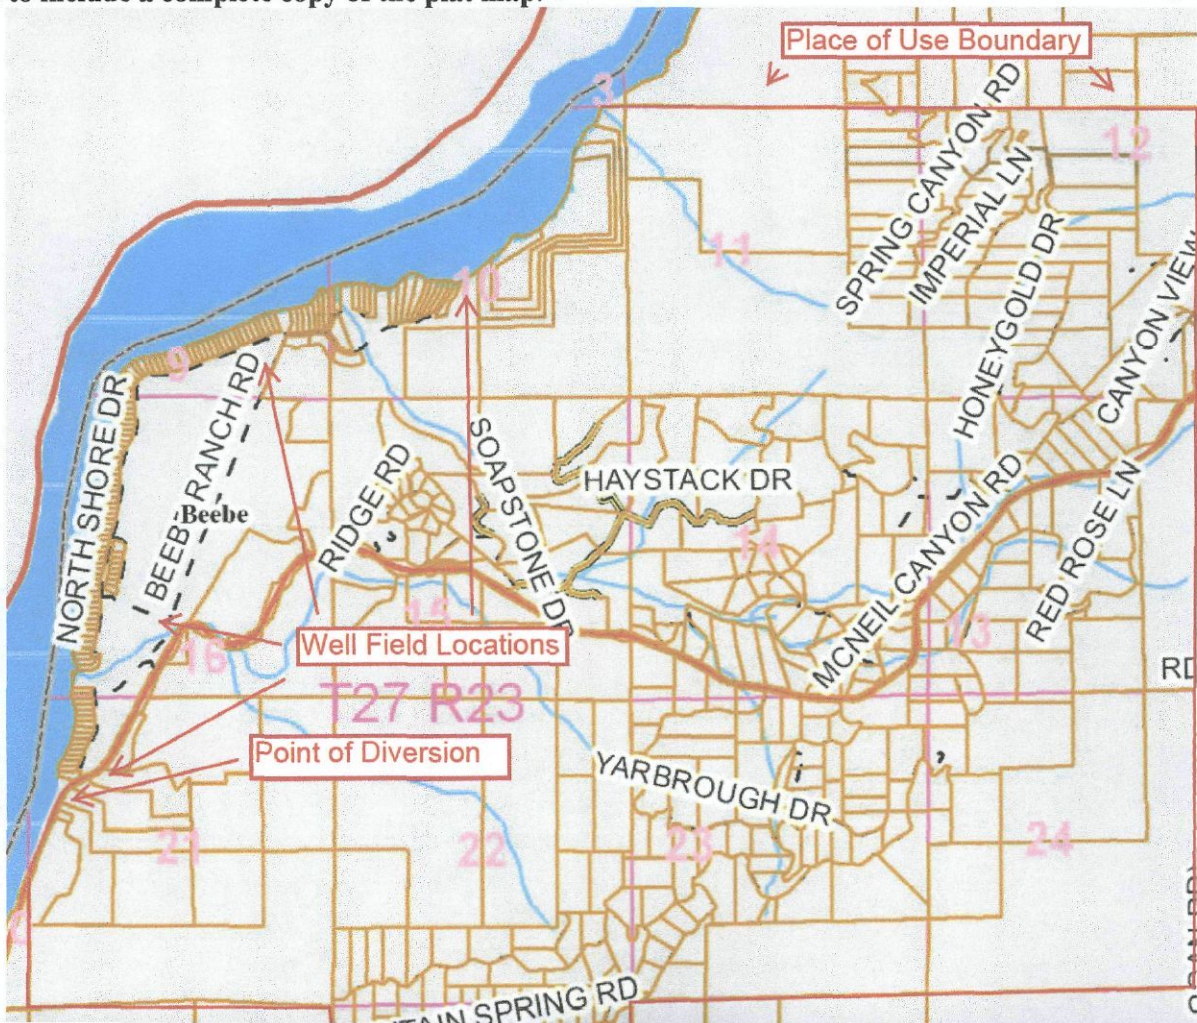 to include a complete copy of the plat map.
Place of Use Boundary
3
SPRING CANYON RD
IMPERIAL LN
12
HONEYGOLD DR
11
CANYON VIEW
10
9
NORTH SHORE DR
BEEBE RANCH RD
Beebe
RIDGE RD
SOAPSTONE DR
HAYSTACK DR
14
MCNEIL CANYON RD
RED ROSE LN
15
13
16
Well Field Locations
RD
T27 R23
Point of Diversion
YARBROUGH DR
21
22
23
24
TAIN SPRING RD